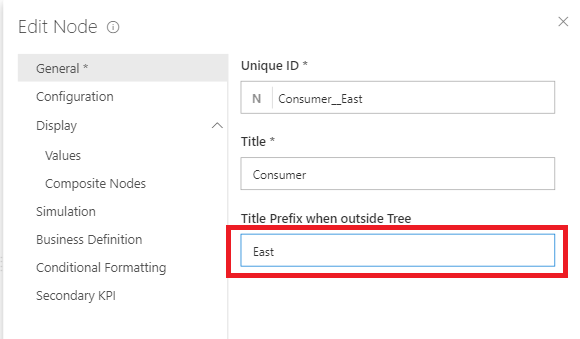 Edit Node
General *
Configuration
Display
Values
Composite Nodes
Simulation
Business Definition
Conditional Formatting
Secondary KPI
Unique ID *
N Consumer__East
Title *
Consumer
Title Prefix when outside Tree
East